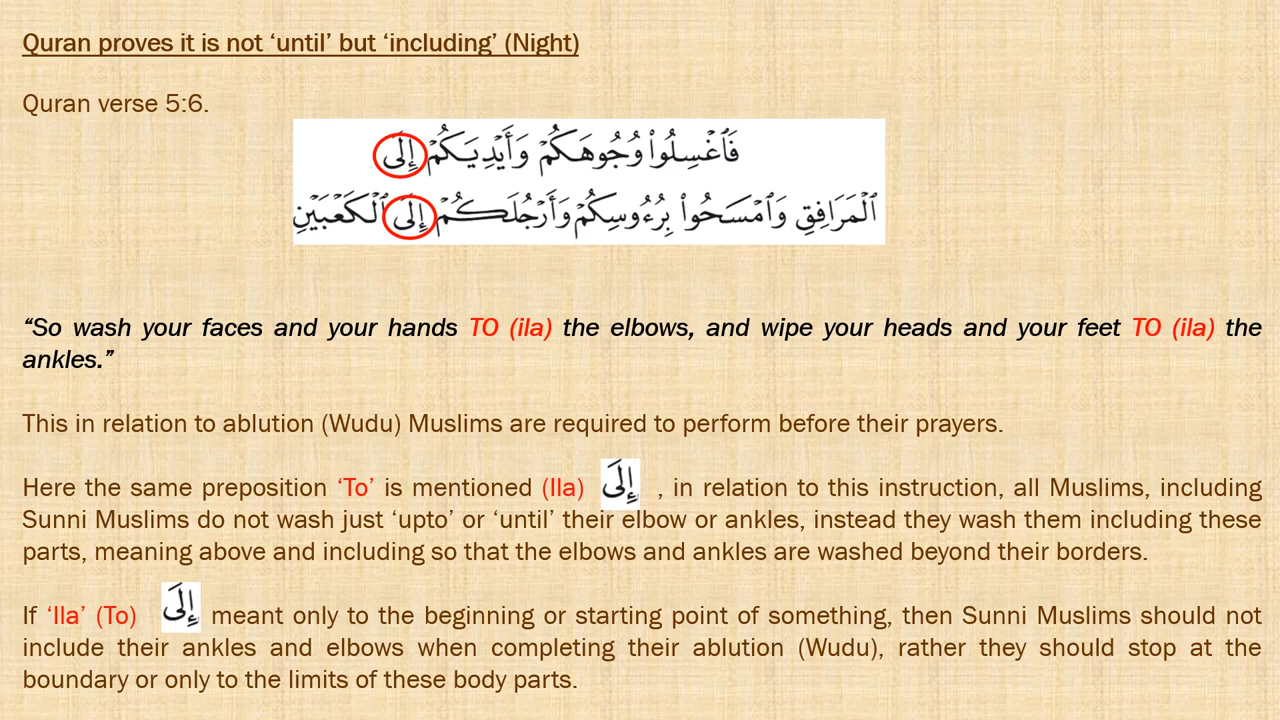 Quran proves it is not ‘until’ but ‘including’ (Night)
Quran verse 5:6.
فَٱغْسِلُوا۟ وُجُوهَكُمْ وَأَيْدِيَكُمْ إِلَى
ٱلْمَرَافِقِ وَٱمْسَحُوا۟ بِرُءُوسِكُمْ وَأَرْجُلَكُمْ إِلَى ٱلْكَعْبَيْنِ
“So wash your faces and your hands TO (ila) the elbows, and wipe your heads and your feet TO (ila) the
ankles.”
This in relation to ablution (Wudu) Muslims are required to perform before their prayers.
Here the same preposition ‘To’ is mentioned (Ila) إِلَى , in relation to this instruction, all Muslims, including
Sunni Muslims do not wash just ‘upto’ or ‘until’ their elbow or ankles, instead they wash them including these
parts, meaning above and including so that the elbows and ankles are washed beyond their borders.
If ‘Ila’ (To) إِلَى meant only to the beginning or starting point of something, then Sunni Muslims should not
include their ankles and elbows when completing their ablution (Wudu), rather they should stop at the
boundary or only to the limits of these body parts.